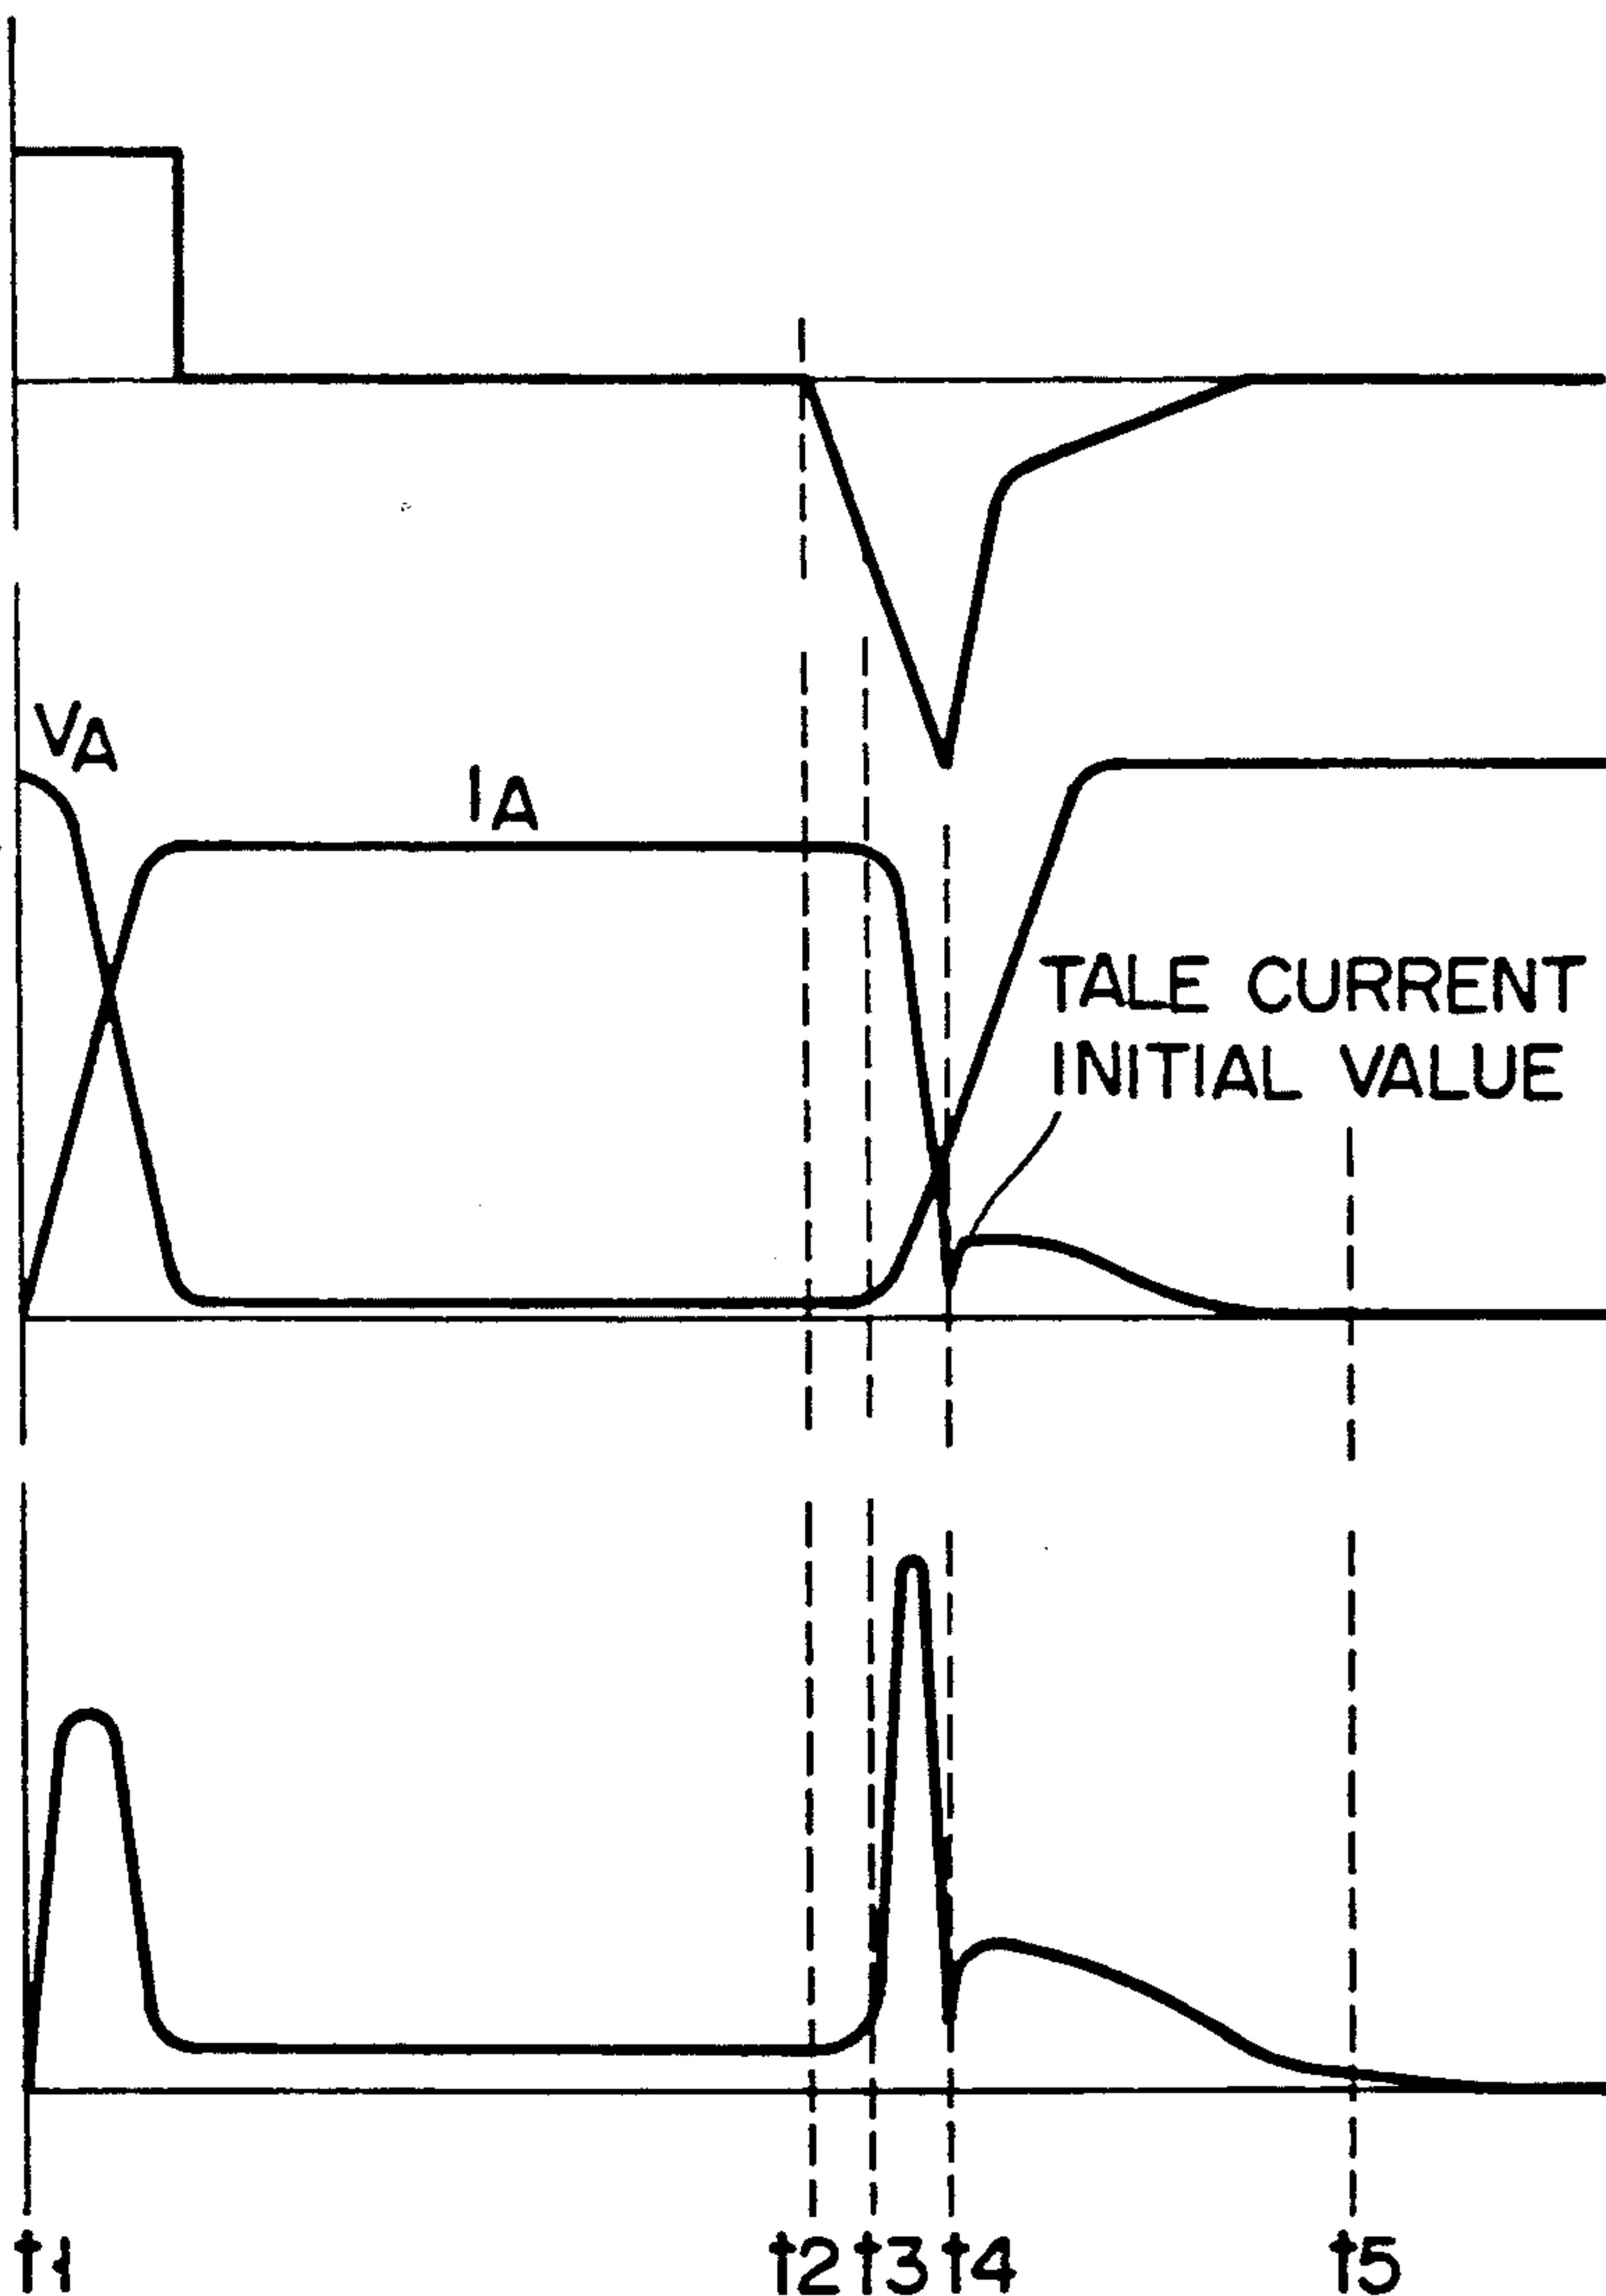 VA
IA
TALE CURRENT
INITIAL VALUE
t1 t2 t3 t4 t5